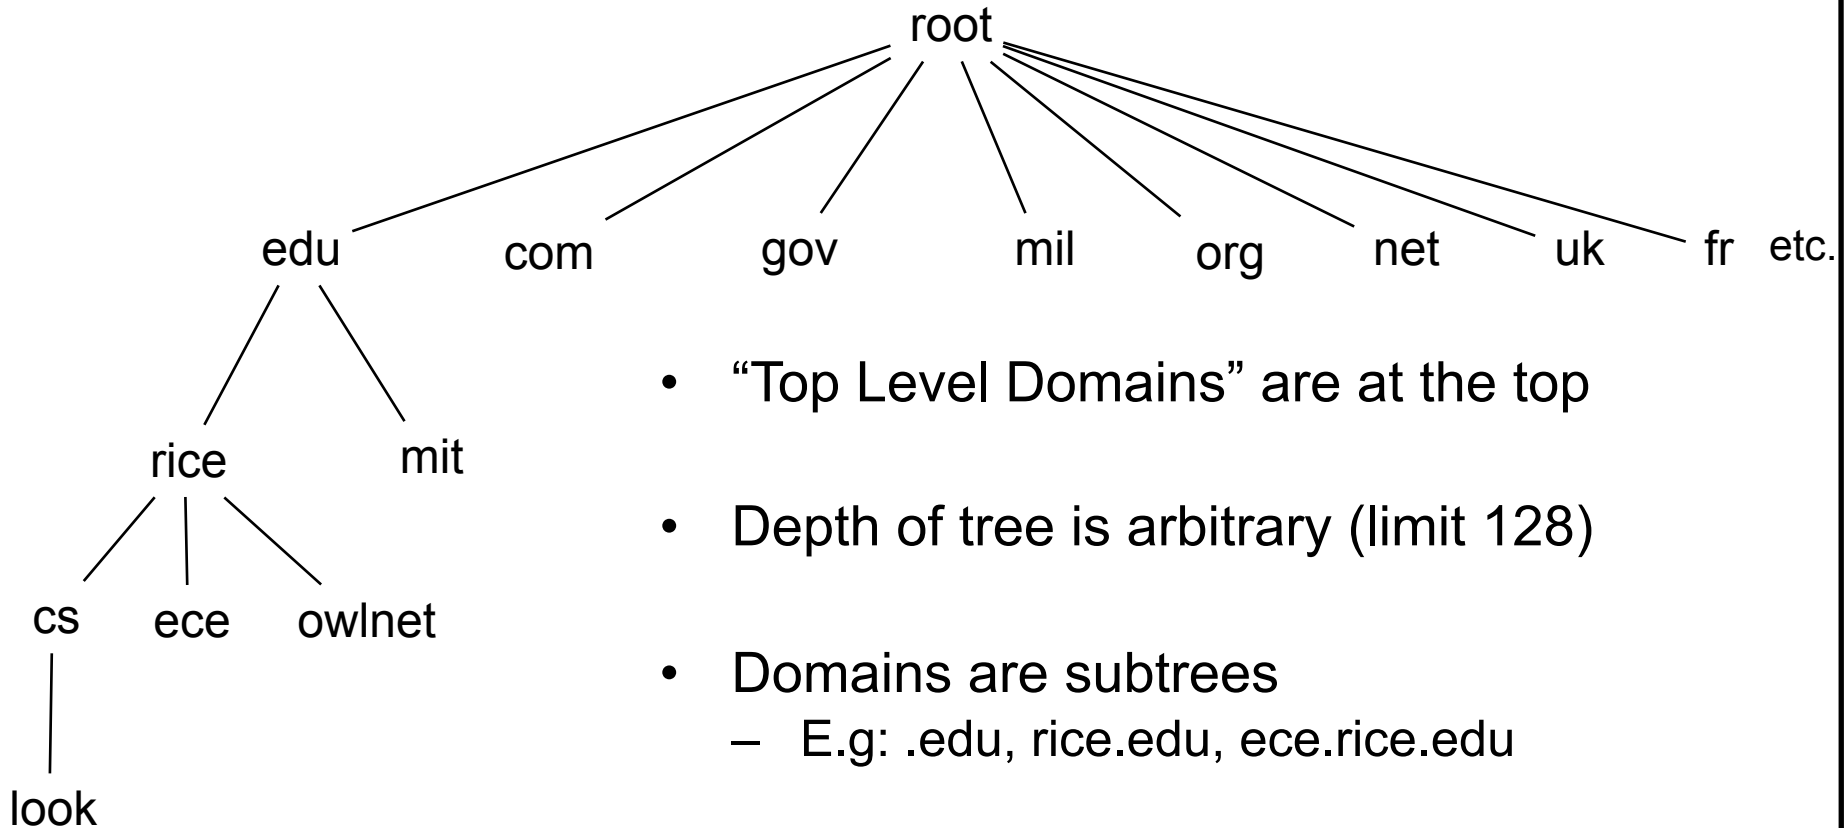 root
edu com gov mil org net uk fr etc.
• “Top Level Domains” are at the top
rice mit
• Depth of tree is arbitrary (limit 128)
cs ece owlnet
• Domains are subtrees
– E.g: .edu, rice.edu, ece.rice.edu
look